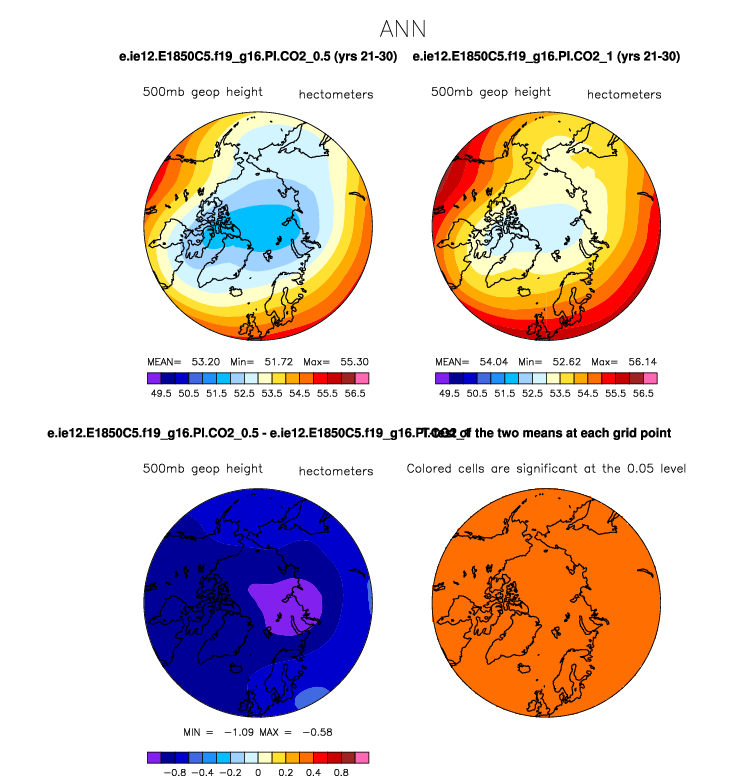 ANN
e.ie12.E1850C5.f19_g16.PI.CO2_0.5 (yrs 21-30)
e.ie12.E1850C5.f19_g16.PI.CO2_1 (yrs 21-30)
500mb geop height hectometers
500mb geop height hectometers
MEAN= 53.20 Min= 51.72 Max= 55.30
MEAN= 54.04 Min= 52.62 Max= 56.14
49.5 50.5 51.5 52.5 53.5 54.5 55.5 56.5
49.5 50.5 51.5 52.5 53.5 54.5 55.5 56.5
e.ie12.E1850C5.f19_g16.PI.CO2_0.5 - e.ie12.E1850C5.f19_g16.PI.CO2_1
of the two means at each grid point
500mb geop height hectometers
Colored cells are significant at the 0.05 level
MIN = -1.09 MAX = -0.58
-0.8 -0.4 -0.2 0 0.2 0.4 0.8